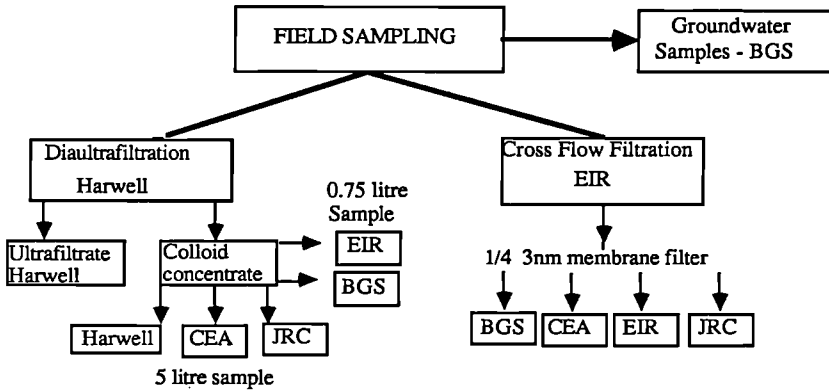 FIELD SAMPLING
Groundwater
Samples - BGS
Diaultrafiltration
Harwell
Cross Flow Filtration
EIR
0.75 litre
Sample
Ultrafiltrate
Harwell
Colloid
concentrate
EIR
BGS
1/4 3nm membrane filter
Harwell
CEA
JRC
BGS
CEA
EIR
JRC
5 litre sample